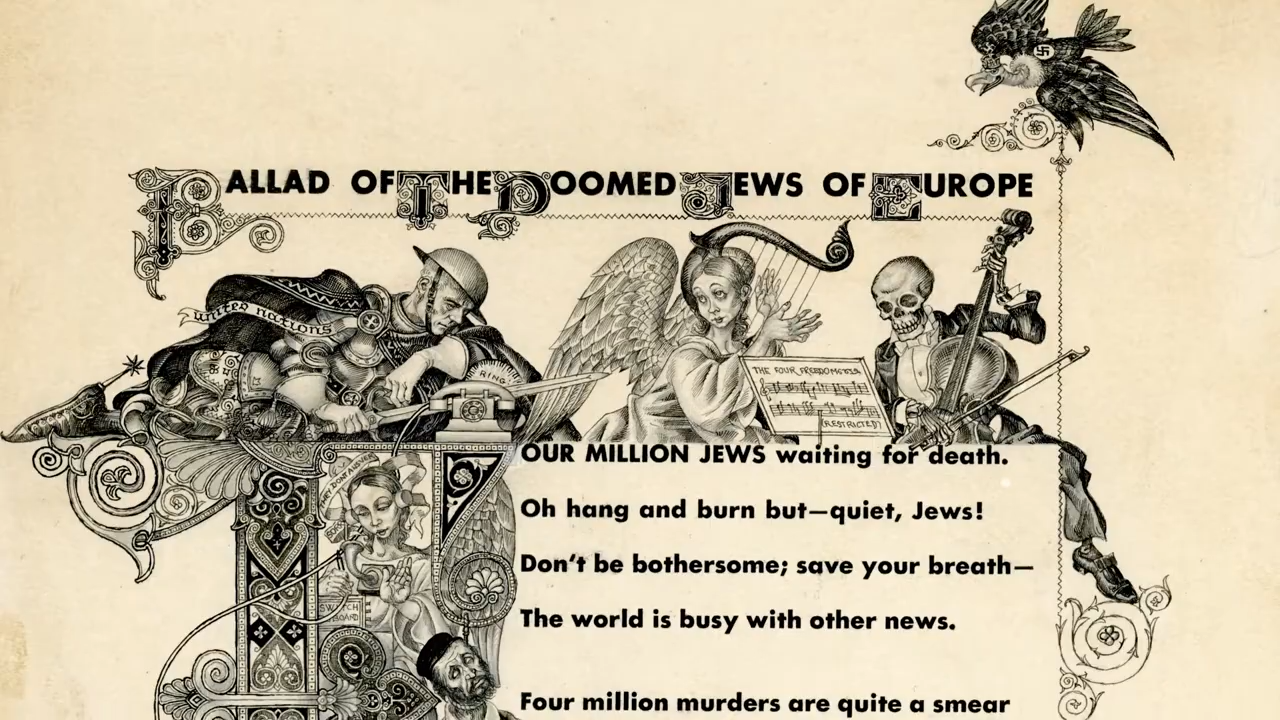 BALLAD OF THE DOOMED JEWS OF EUROPE
united nations
RING
THE FOUR FREEDOMS
(RESTRICTED)
FOUR MILLION JEWS waiting for death.
Oh hang and burn but—quiet, Jews!
Don't be bothersome; save your breath—
The world is busy with other news.
SWITCH
BOARD
Four million murders are quite a smear